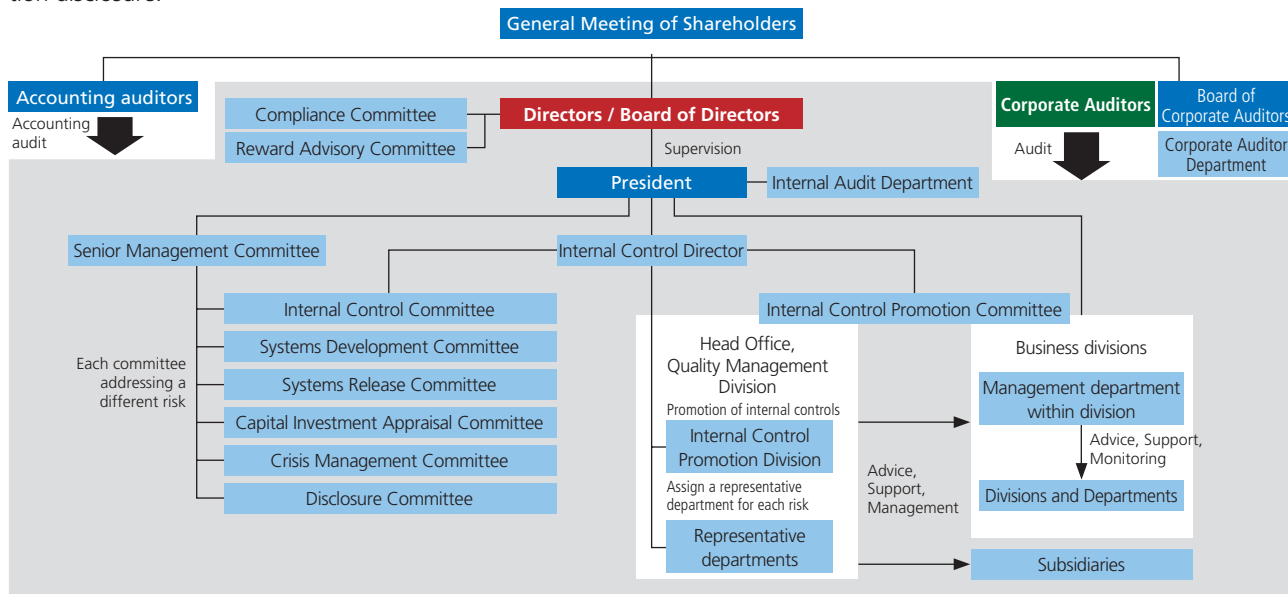 tion disclosure.
General Meeting of Shareholders
Accounting auditors
Accounting
audit
Compliance Committee
Reward Advisory Committee
Directors / Board of Directors
Supervision
Corporate Auditors
Audit
Board of
Corporate Auditors
Corporate Auditor
Department
President
Internal Audit Department
Senior Management Committee
Internal Control Director
Internal Control Committee
Systems Development Committee
Systems Release Committee
Capital Investment Appraisal Committee
Crisis Management Committee
Disclosure Committee
Each committee
addressing a
different risk
Internal Control Promotion Committee
Head Office,
Quality Management
Division
Promotion of internal controls
Internal Control
Promotion Division
Assign a representative
department for each risk
Representative
departments
Advice,
Support,
Management
Business divisions
Management department
within division
Advice, Support,
Monitoring
Divisions and Departments
Subsidiaries